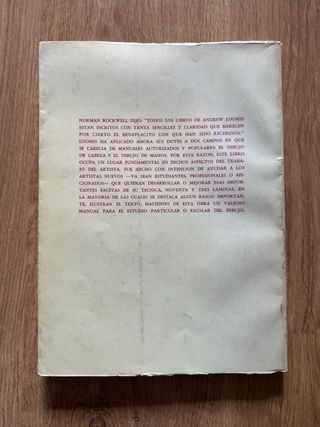 NORMAN ROCKWELL DIJO: "TODOS LOS LIBROS DE ANDREW LOOMIS
ESTAN ESCRITOS CON TANTA SENCILLEZ Y CLARIDAD QUE MERECEN
POR CIERTO EL BENEPLACITO CON QUE HAN SIDO RECIBIDOS."
LOOMIS HA APLICADO AHORA SUS DOTES A DOS CAMPOS EN QUE
SE CARECIA DE MANUALES AUTORIZADOS Y POPULARES: EL DIBUJO
DE CABEZA Y EL DIBUJO DE MANOS. POR ESTA RAZON, ESTE LIBRO
OCUPA UN LUGAR FUNDAMENTAL EN DICHOS ASPECTOS DEL TRABA-
JO DEL ARTISTA. FUE HECHO CON INTENCION DE AYUDAR A LOS
ARTISTAS NUEVOS —YA SEAN ESTUDIANTES, PROFESIONALES O AFI-
CIONADOS— QUE QUIERAN DESARROLLAR O MEJORAR ESAS IMPOR-
TANTES FACETAS DE SU TECNICA. NOVENTA Y TRES LAMINAS, EN
LA MAYORIA DE LAS CUALES SE DESTACA ALGUN RASGO IMPORTAN-
TE, ILUSTRAN EL TEXTO, HACIENDO DE ESTA OBRA UN VALIOSO
MANUAL PARA EL ESTUDIO PARTICULAR O ESCOLAR DEL DIBUJO.